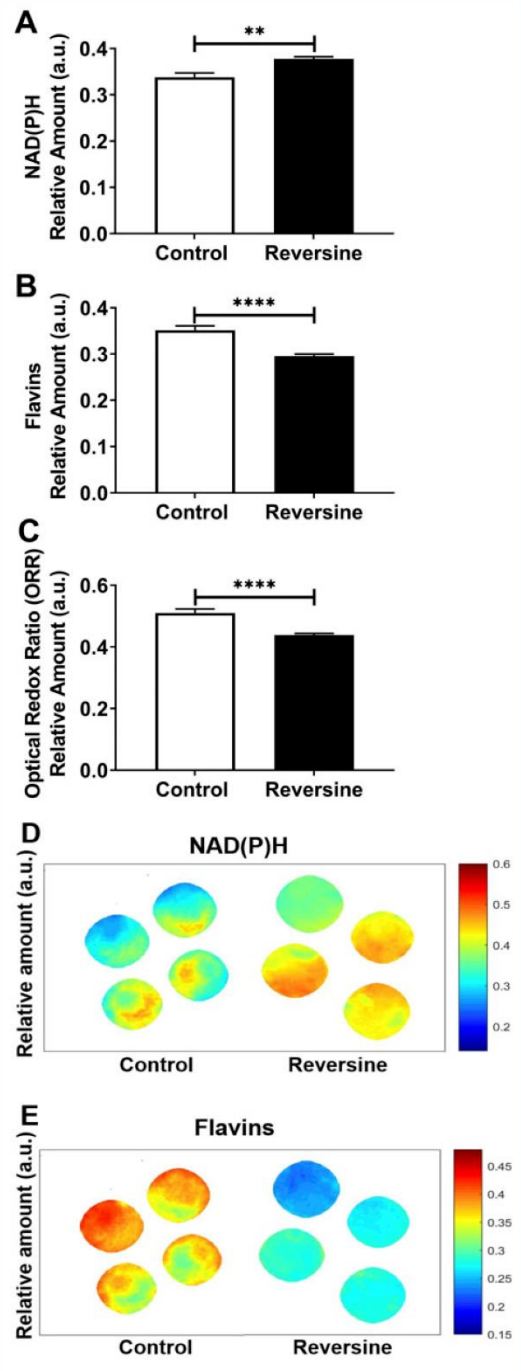 A
NAD(P)H
Relative Amount (a.u.)
0.4
0.3
0.2
0.1
0.0
**
Control Reversine
B
Flavins
Relative Amount (a.u.)
0.4
0.3
0.2
0.1
0.0
****
Control Reversine
C
Optical Redox Ratio (ORR)
Relative Amount (a.u.)
0.6
0.4
0.2
0.0
****
Control Reversine
D
NAD(P)H
Relative amount (a.u.)
0.6
0.5
0.4
0.3
0.2
Control Reversine
E
Flavins
Relative amount (a.u.)
0.45
0.4
0.35
0.3
0.25
0.2
0.15
Control Reversine